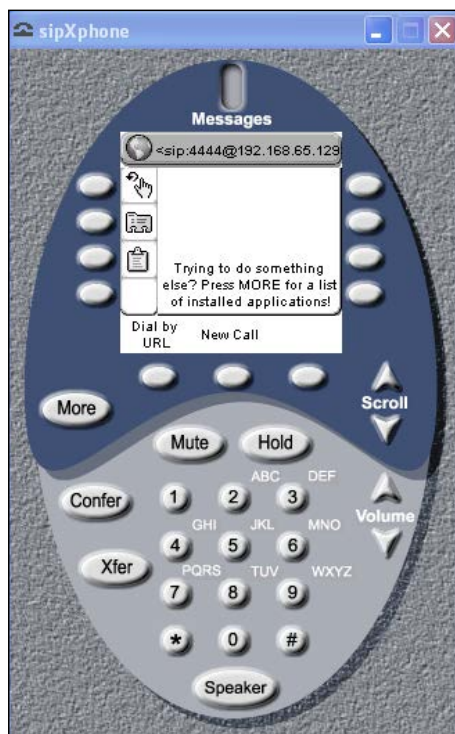 sipXphone
Messages
<sip:4444@192.168.65.129
Trying to do something
else? Press MORE for a list
of installed applications!
Dial by
URL
New Call
More
Scroll
Mute
Hold
Confer
1
2
ABC
3
DEF
Volume
4
GHI
5
JKL
6
MNO
Xfer
7
PQRS
8
TUV
9
WXYZ
*
0
#
Speaker